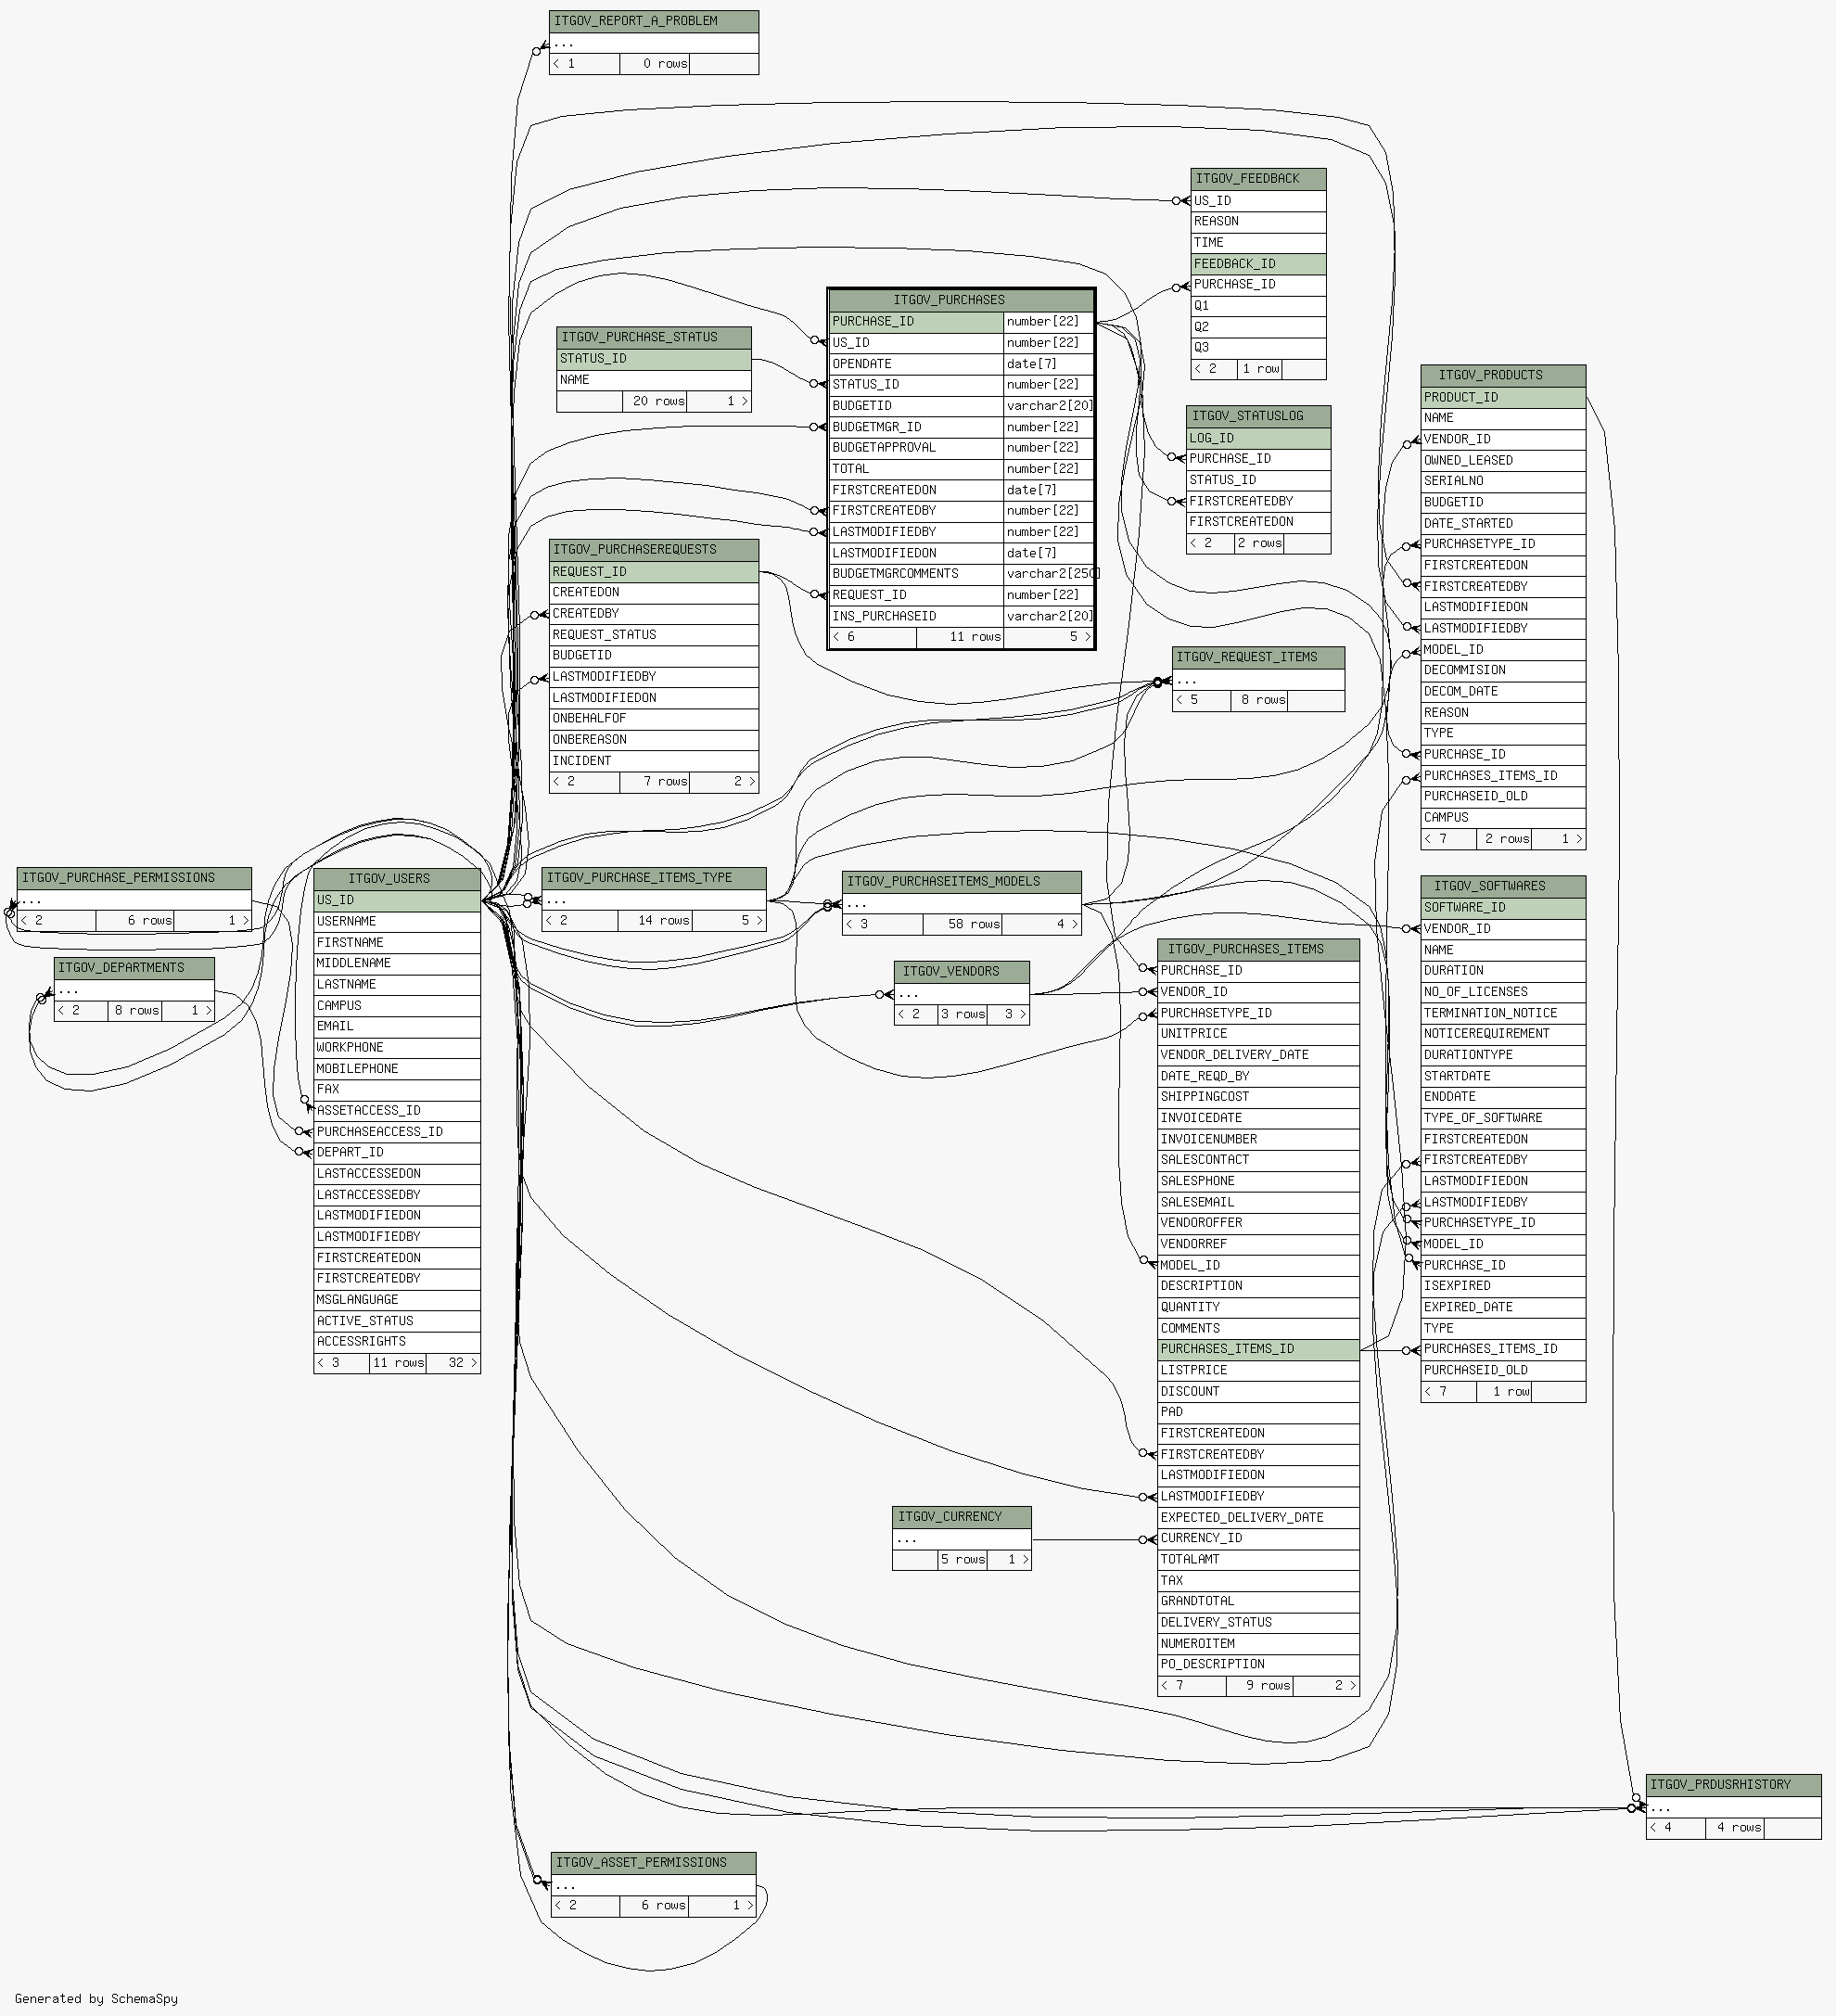 ITGOV_REPORT_A_PROBLEM
...
< 1 0 rows
ITGOV_FEEDBACK
US_ID
REASON
TIME
FEEDBACK_ID
PURCHASE_ID
Q1
Q2
Q3
< 2 1 row
ITGOV_PURCHASES
PURCHASE_ID number[22]
US_ID number[22]
OPENDATE date[7]
STATUS_ID number[22]
BUDGETID varchar2[20]
BUDGETMGR_ID number[22]
BUDGETAPPROVAL number[22]
TOTAL number[22]
FIRSTCREATEDON date[7]
FIRSTCREATEDBY number[22]
LASTMODIFIEDBY number[22]
LASTMODIFIEDON date[7]
BUDGETMGRCOMMENTS varchar2[250]
REQUEST_ID number[22]
INS_PURCHASEID varchar2[20]
< 6 11 rows 5 >
ITGOV_PURCHASE_STATUS
STATUS_ID
NAME
20 rows 1 >
ITGOV_STATUSLOG
LOG_ID
PURCHASE_ID
STATUS_ID
FIRSTCREATEDBY
FIRSTCREATEDON
< 2 2 rows
ITGOV_PRODUCTS
PRODUCT_ID
NAME
VENDOR_ID
OWNED_LEASED
SERIALNO
BUDGETID
DATE_STARTED
PURCHASETYPE_ID
FIRSTCREATEDON
FIRSTCREATEDBY
LASTMODIFIEDON
LASTMODIFIEDBY
MODEL_ID
DECOMMISION
DECOM_DATE
REASON
TYPE
PURCHASE_ID
PURCHASES_ITEMS_ID
PURCHASEID_OLD
CAMPUS
< 7 2 rows 1 >
ITGOV_PURCHASEREQUESTS
REQUEST_ID
CREATEDON
CREATEDBY
REQUEST_STATUS
BUDGETID
LASTMODIFIEDBY
LASTMODIFIEDON
ONBEHALFOF
ONBEREASON
INCIDENT
< 2 7 rows 2 >
ITGOV_REQUEST_ITEMS
...
< 5 8 rows
ITGOV_PURCHASE_PERMISSIONS
...
< 2 6 rows 1 >
ITGOV_DEPARTMENTS
...
< 2 8 rows 1 >
ITGOV_USERS
US_ID
USERNAME
FIRSTNAME
MIDDLENAME
LASTNAME
CAMPUS
EMAIL
WORKPHONE
MOBILEPHONE
FAX
ASSETACCESS_ID
PURCHASEACCESS_ID
DEPART_ID
LASTACCESSEDON
LASTACCESSEDBY
LASTMODIFIEDON
LASTMODIFIEDBY
FIRSTCREATEDON
FIRSTCREATEDBY
MSGLANGUAGE
ACTIVE_STATUS
ACCESSRIGHTS
< 3 11 rows 32 >
ITGOV_PURCHASE_ITEMS_TYPE
...
< 2 14 rows 5 >
ITGOV_PURCHASEITEMS_MODELS
...
< 3 58 rows 4 >
ITGOV_VENDORS
...
< 2 3 rows 3 >
ITGOV_PURCHASES_ITEMS
PURCHASE_ID
VENDOR_ID
PURCHASETYPE_ID
UNITPRICE
VENDOR_DELIVERY_DATE
DATE_REQD_BY
SHIPPINGCOST
INVOICEDATE
INVOICENUMBER
SALESCONTACT
SALESPHONE
SALESEMAIL
VENDOROFFER
VENDORREF
MODEL_ID
DESCRIPTION
QUANTITY
COMMENTS
PURCHASES_ITEMS_ID
LISTPRICE
DISCOUNT
PAD
FIRSTCREATEDON
FIRSTCREATEDBY
LASTMODIFIEDON
LASTMODIFIEDBY
EXPECTED_DELIVERY_DATE
CURRENCY_ID
TOTALAMT
TAX
GRANDTOTAL
DELIVERY_STATUS
NUMEROITEM
PO_DESCRIPTION
< 7 9 rows 2 >
ITGOV_SOFTWARES
SOFTWARE_ID
VENDOR_ID
NAME
DURATION
NO_OF_LICENSES
TERMINATION_NOTICE
NOTICEREQUIREMENT
DURATIONTYPE
STARTDATE
ENDDATE
TYPE_OF_SOFTWARE
FIRSTCREATEDON
FIRSTCREATEDBY
LASTMODIFIEDON
LASTMODIFIEDBY
PURCHASETYPE_ID
MODEL_ID
PURCHASE_ID
ISEXPIRED
EXPIRED_DATE
TYPE
PURCHASES_ITEMS_ID
PURCHASEID_OLD
< 7 1 row
ITGOV_CURRENCY
...
5 rows 1 >
ITGOV_PRDUSRHISTORY
...
< 4 4 rows
ITGOV_ASSET_PERMISSIONS
...
< 2 6 rows 1 >
Generated by SchemaSpy